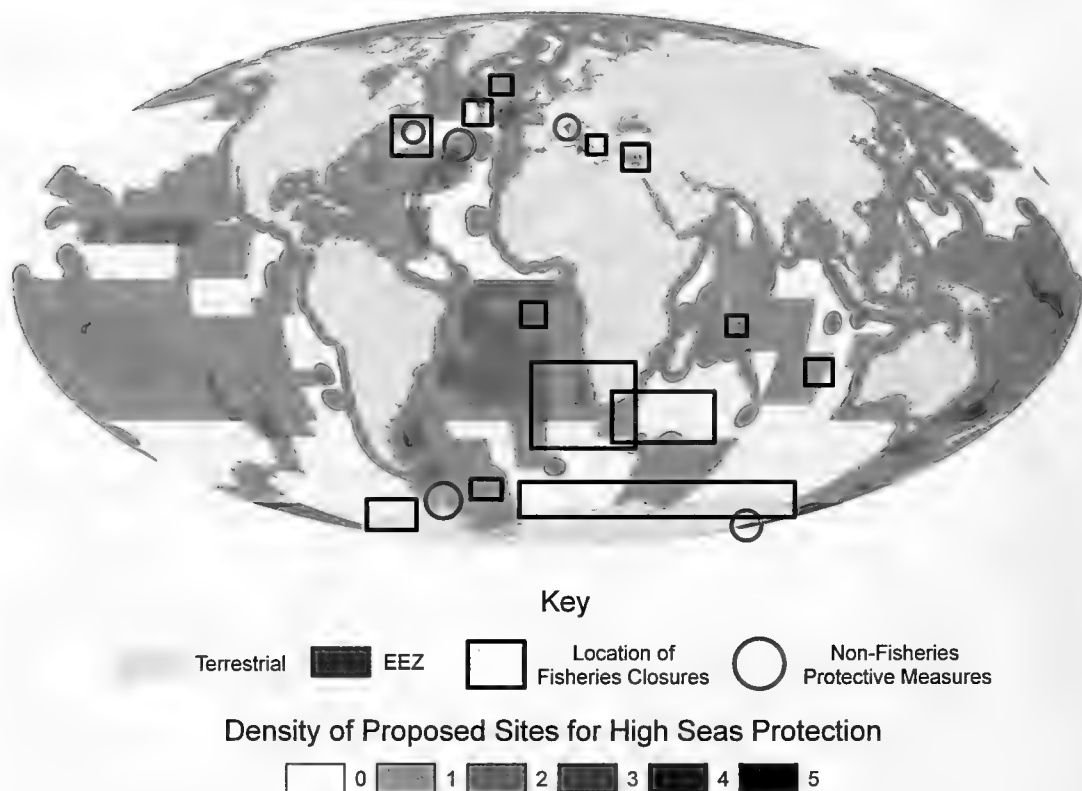 Key
Terrestrial
EEZ
Location of
Fisheries Closures
Non-Fisheries
Protective Measures
Density of Proposed Sites for High Seas Protection
0 1 2 3 4 5